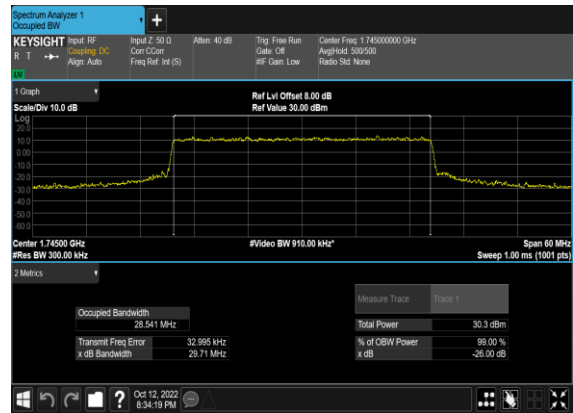 Spectrum Analyzer 1
Occupied BW
+
KEYSIGHT Input: RF Input Z: 50 Ω Atten: 40 dB Trig: Free Run Center Freq: 1.745000000 GHz
R T Coupling: DC Corr CCorr Gate: Off Avg|Hold: 500/500
Align: Auto Freq Ref: Int (S) #IF Gain: Low Radio Std: None
1 Graph
Scale/Div 10.0 dB Ref Lvl Offset 8.00 dB
Ref Value 30.00 dBm
Log
20.0
10.0
0.00
-10.0
-20.0
-30.0
-40.0
-50.0
-60.0
Center 1.74500 GHz #Video BW 910.00 kHz* Span 60 MHz
#Res BW 300.00 kHz Sweep 1.00 ms (1001 pts)
2 Metrics
Measure Trace Trace 1
Occupied Bandwidth
28.541 MHz Total Power 30.3 dBm
Transmit Freq Error 32.995 kHz % of OBW Power 99.00 %
x dB Bandwidth 29.71 MHz x dB -26.00 dB
? Oct 12, 2022
8:34:19 PM